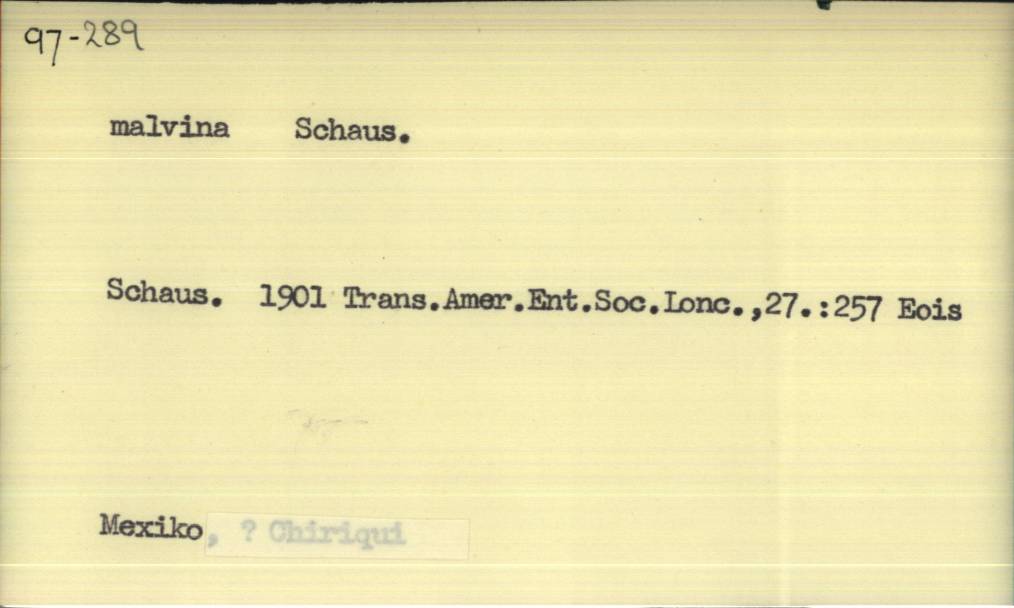 97-289
malvina Schaus.
Schaus. 1901 Trans.Amer.Ent.Soc.Lonc.,27.:257 Eois
Mexiko, ? Chiriqui